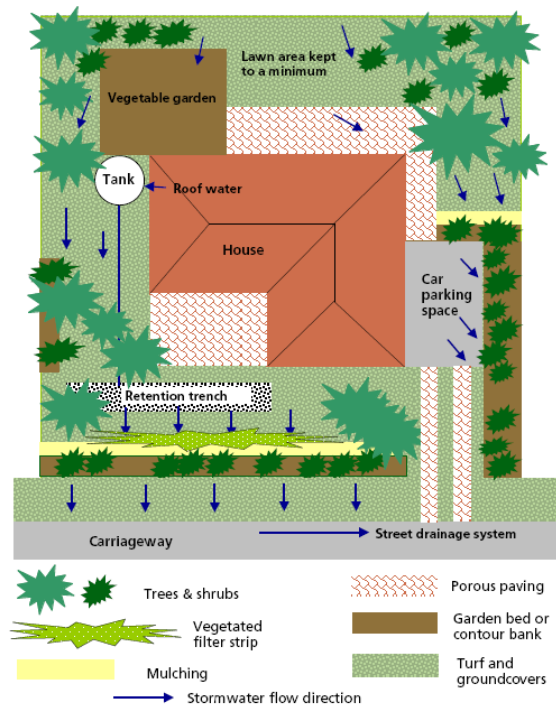 Lawn area kept
to a minimum
Vegetable garden
Tank
Roof water
House
Car
parking
space
Retention trench
Carriageway
Street drainage system
Trees & shrubs
Vegetated
filter strip
Mulching
Stormwater flow direction
Porous paving
Garden bed or
contour bank
Turf and
groundcovers